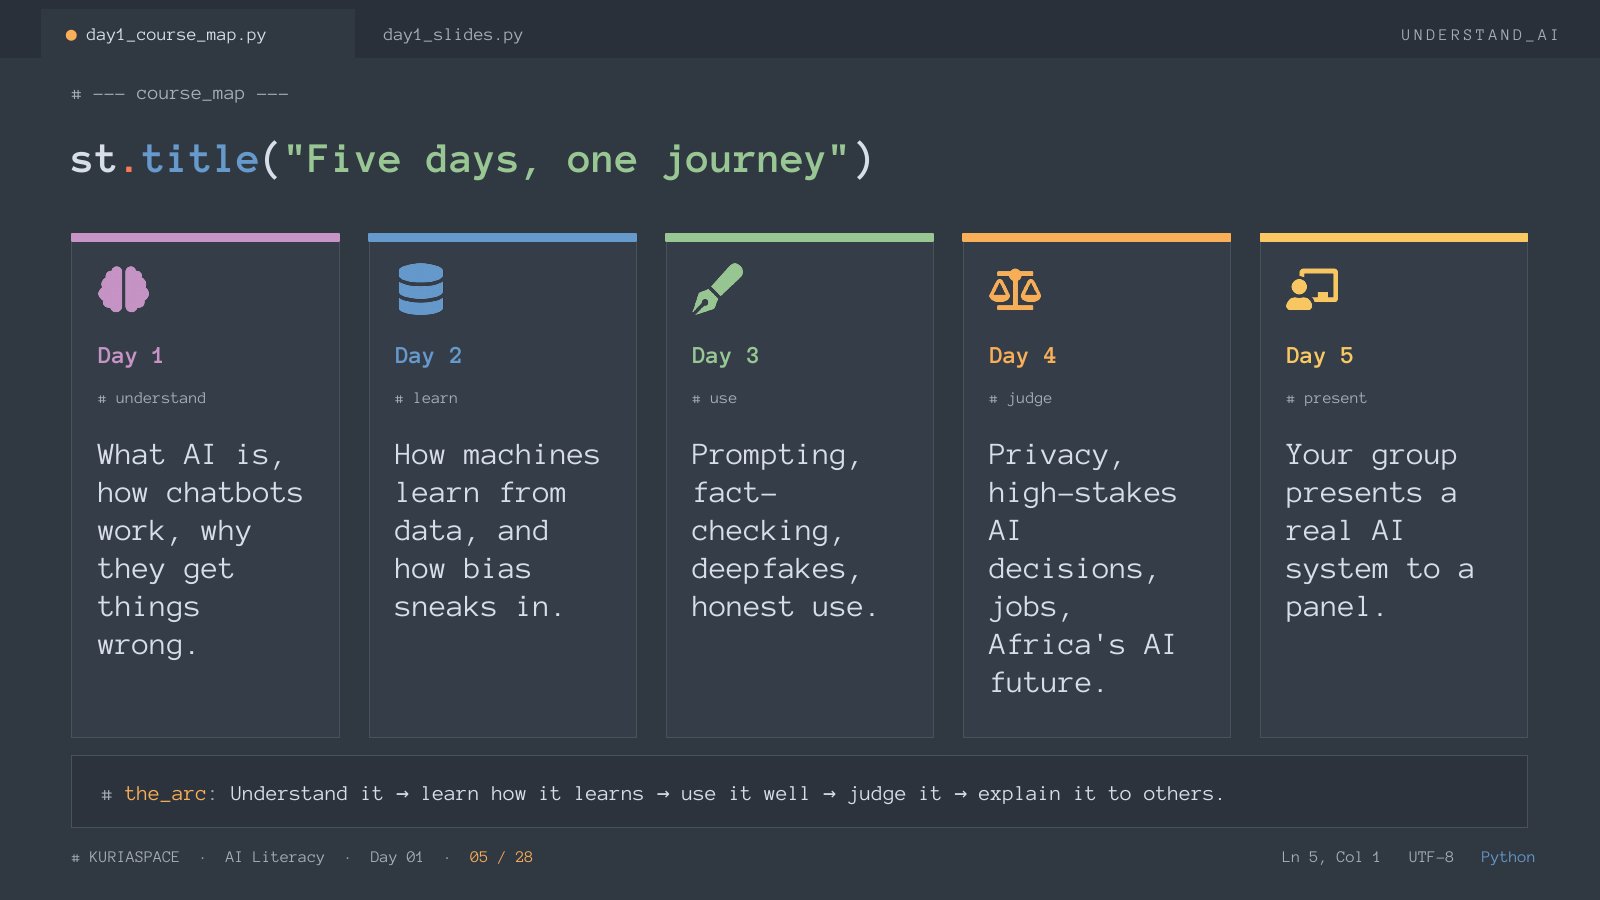 day1_course_map.py
day1_slides.py
UNDERSTAND_AI
# --- course_map ---
st.title("Five days, one journey")
Day 1
# understand
What AI is,
how chatbots
work, why
they get
things
wrong.
Day 2
# learn
How machines
learn from
data, and
how bias
sneaks in.
Day 3
# use
Prompting,
fact-
checking,
deepfakes,
honest use.
Day 4
# judge
Privacy,
high-stakes
AI
decisions,
jobs,
Africa's AI
future.
Day 5
# present
Your group
presents a
real AI
system to a
panel.
# the_arc: Understand it → learn how it learns → use it well → judge it → explain it to others.
# KURIASPACE · AI Literacy · Day 01 · 05 / 28
Ln 5, Col 1 UTF-8 Python